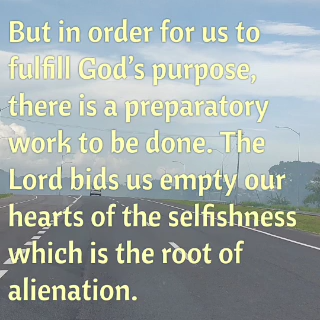 But in order for us to
fulfill God's purpose,
there is a preparatory
work to be done. The
Lord bids us empty our
hearts of the selfishness
which is the root of
alienation.